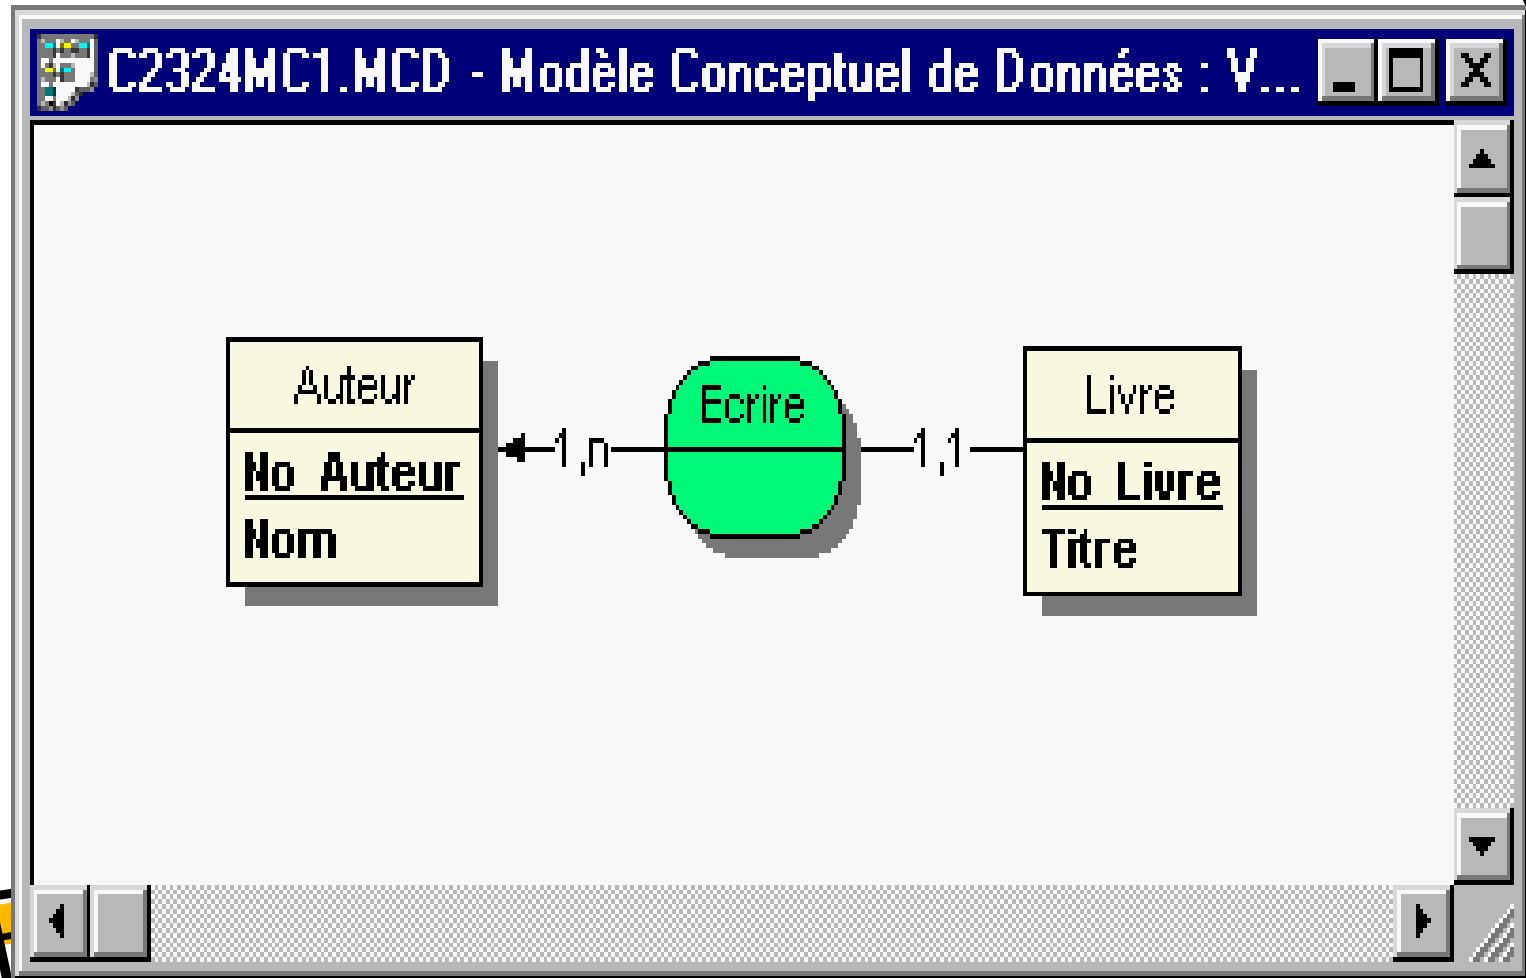 C2324MC1.MCD - Modèle Conceptuel de Données : V...
Auteur
No Auteur
Nom
1,n
Ecrire
1,1
Livre
No Livre
Titre